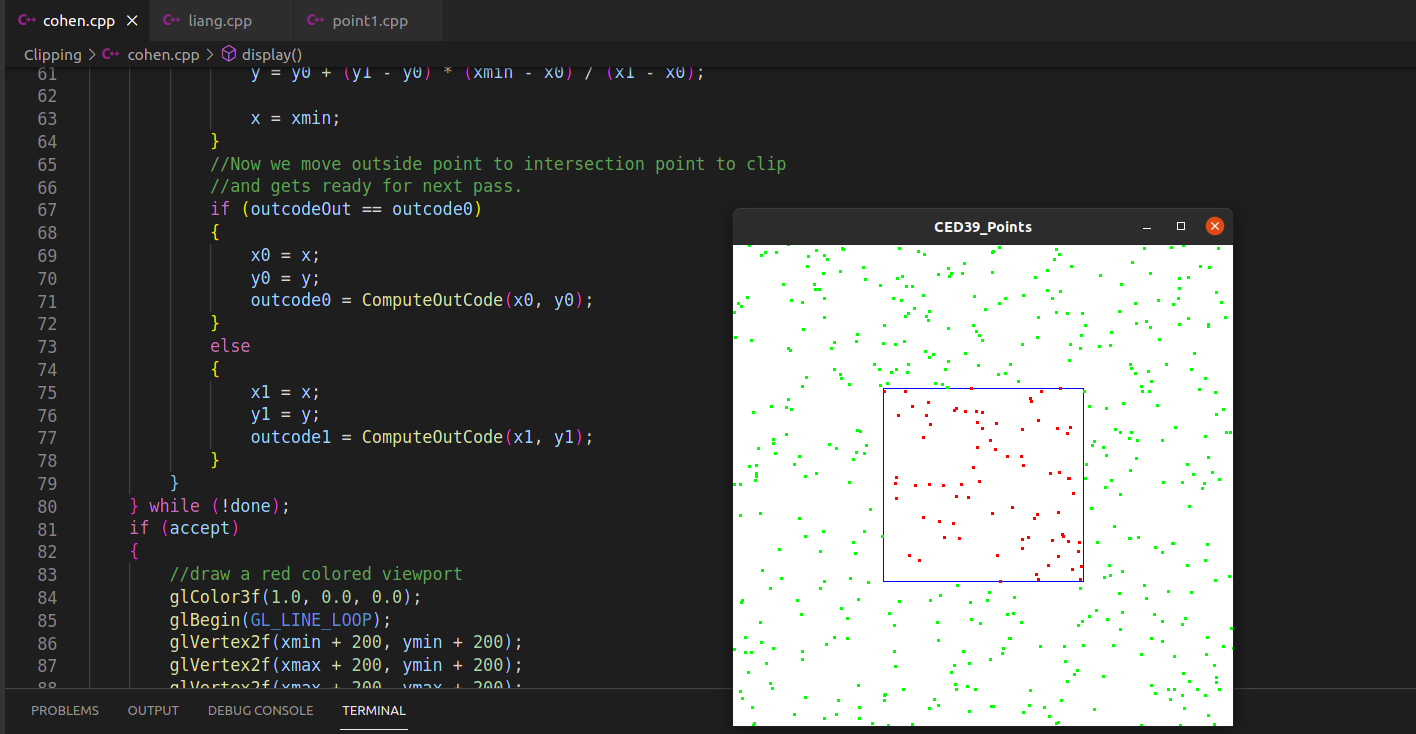 cohen.cpp
liang.cpp
point1.cpp
Clipping > cohen.cpp > display()
61 y = y0 + (y1 - y0) * (xmin - x0) / (x1 - x0);
62
63 x = xmin;
64 }
65 //Now we move outside point to intersection point to clip
66 //and gets ready for next pass.
67 if (outcodeOut == outcode0)
68 {
69 x0 = x;
70 y0 = y;
71 outcode0 = ComputeOutCode(x0, y0);
72 }
73 else
74 {
75 x1 = x;
76 y1 = y;
77 outcode1 = ComputeOutCode(x1, y1);
78 }
79 }
80 } while (!done);
81 if (accept)
82 {
83 //draw a red colored viewport
84 glColor3f(1.0, 0.0, 0.0);
85 glBegin(GL_LINE_LOOP);
86 glVertex2f(xmin + 200, ymin + 200);
87 glVertex2f(xmax + 200, ymin + 200);
88 glVertex2f(xmax + 200, ymax + 200);
CED39_Points
PROBLEMS
OUTPUT
DEBUG CONSOLE
TERMINAL